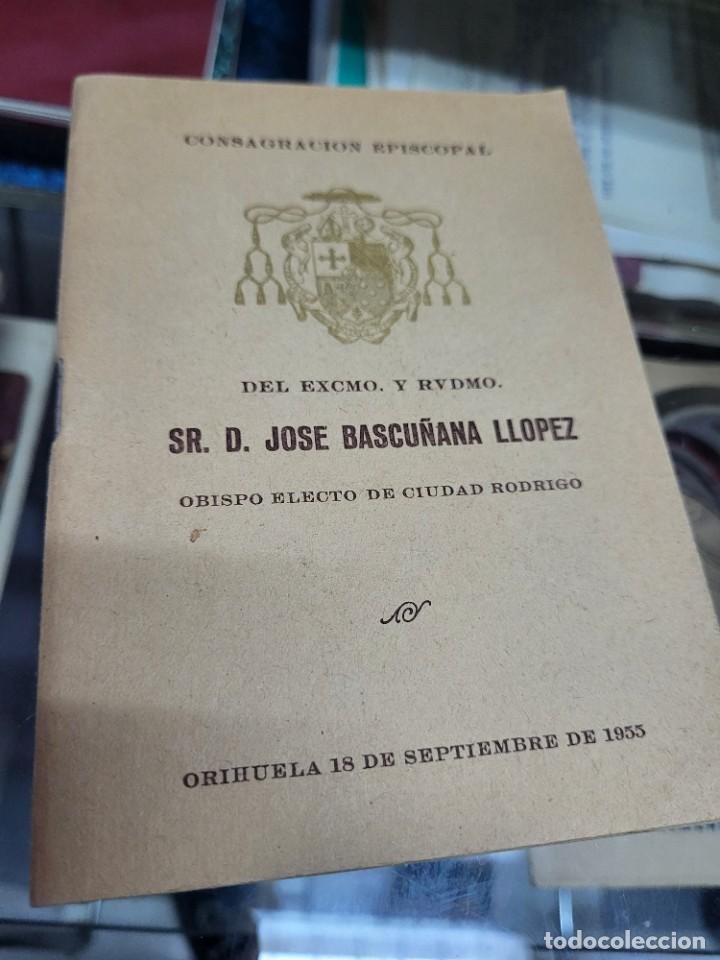 CONSAGRACION EPISCOPAL
DEL EXCMO. Y RVDMO.
SR. D. JOSE BASCUÑANA LLOPEZ
OBISPO ELECTO DE CIUDAD RODRIGO
ORIHUELA 18 DE SEPTIEMBRE DE 1955
todocoleccion